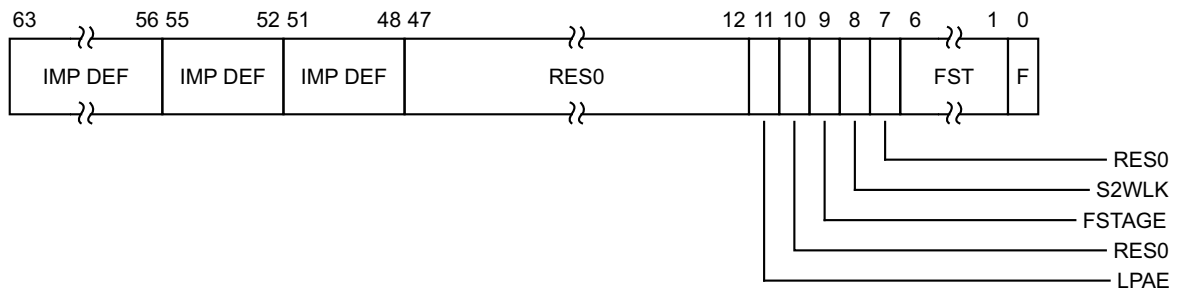 63 56 55 52 51 48 47 12 11 10 9 8 7 6 1 0
IMP DEF IMP DEF IMP DEF RES0 FST F
RES0
S2WLK
FSTAGE
RES0
LPAE